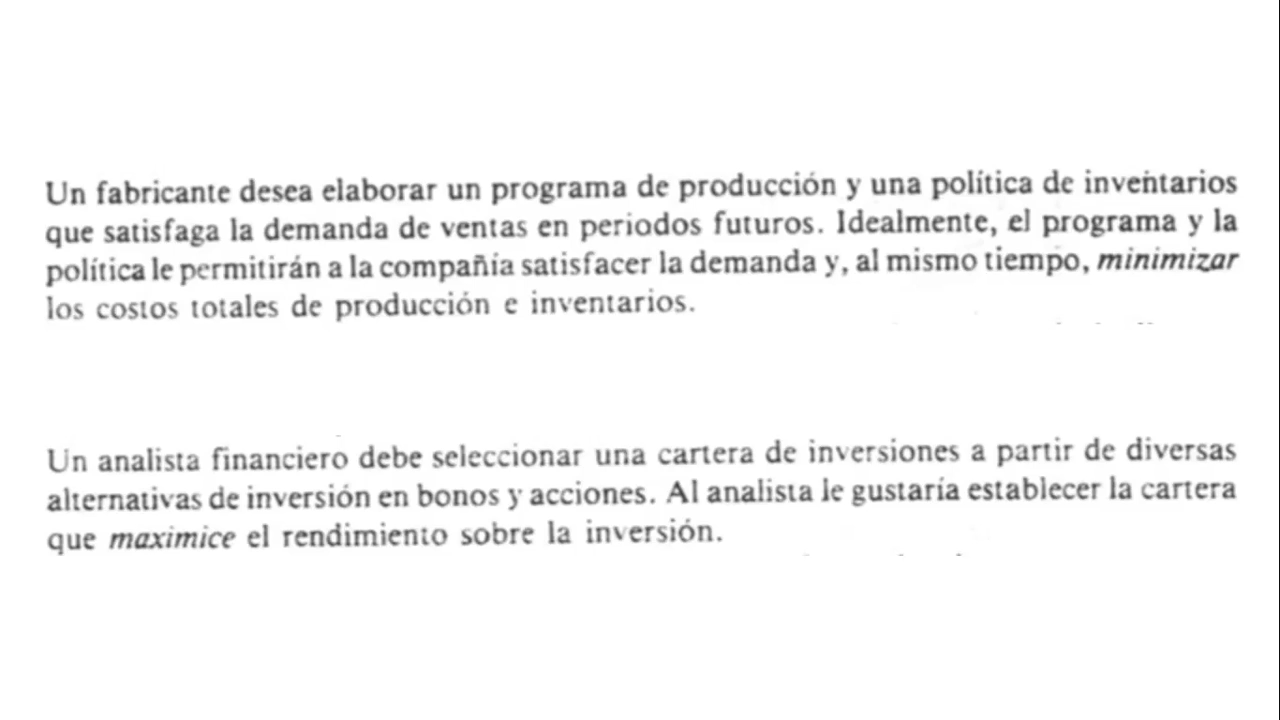 Un fabricante desea elaborar un programa de producción y una política de inventarios
que satisfaga la demanda de ventas en periodos futuros. Idealmente, el programa y la
política le permitirán a la compañía satisfacer la demanda y, al mismo tiempo, minimizar
los costos totales de producción e inventarios.
Un analista financiero debe seleccionar una cartera de inversiones a partir de diversas
alternativas de inversión en bonos y acciones. Al analista le gustaría establecer la cartera
que maximice el rendimiento sobre la inversión.